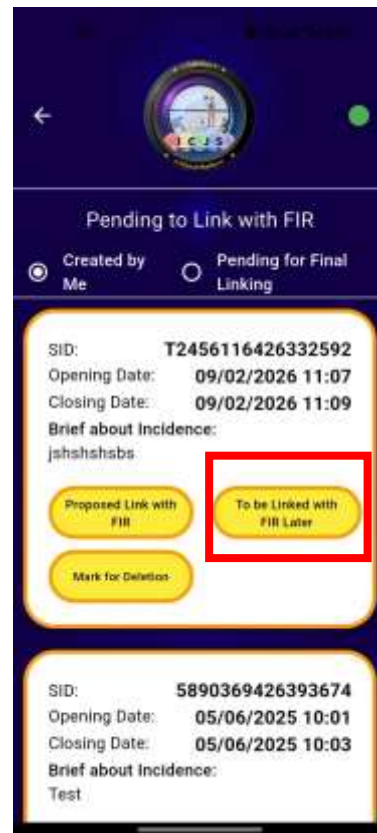 ICJS
Pending to Link with FIR
Created by Me
Pending for Final Linking
SID: T24561116426332592
Opening Date: 09/02/2026 11:07
Closing Date: 09/02/2026 11:09
Brief about Incidence:
jshshshsbs
Proposed Link with FIR
To be Linked with FIR Later
Mark for Deletion
SID: 5890369426393674
Opening Date: 05/06/2025 10:01
Closing Date: 05/06/2025 10:03
Brief about Incidence:
Test